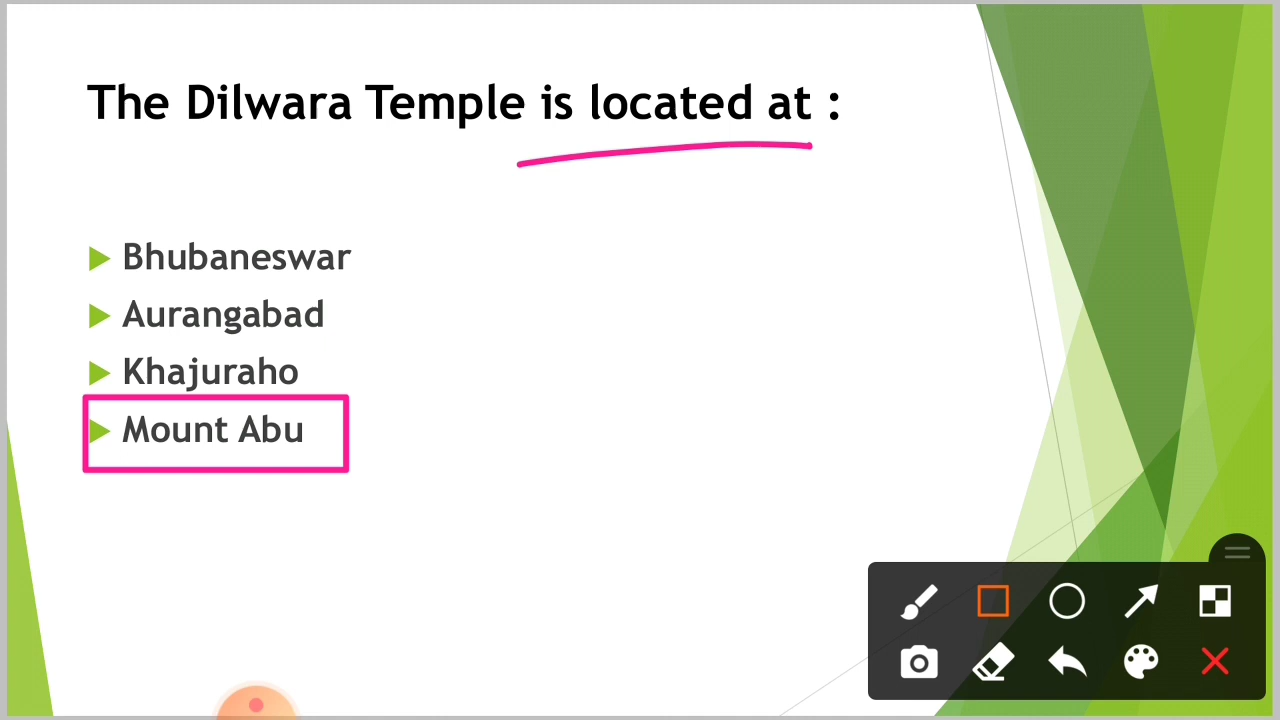 The Dilwara Temple is located at :
Bhubaneswar
Aurangabad
Khajuraho
Mount Abu